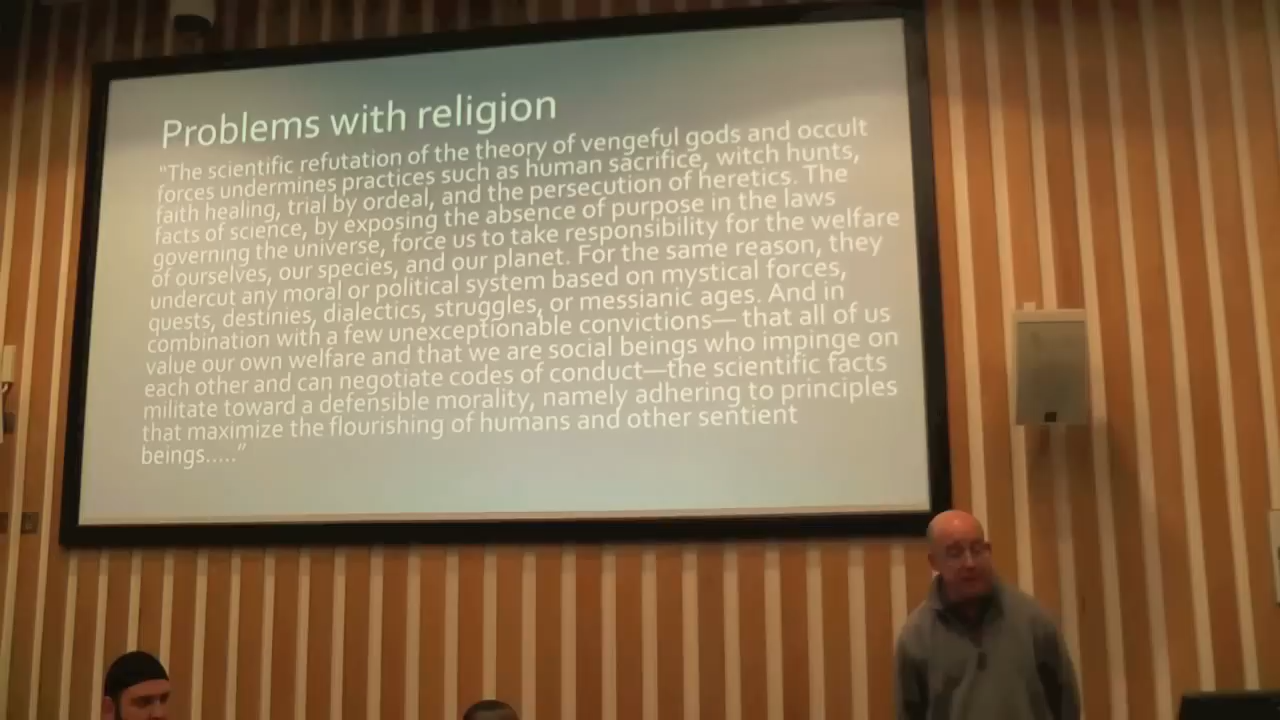 Problems with religion
"The scientific refutation of the theory of vengeful gods and occult
forces undermines practices such as human sacrifice, witch hunts,
faith healing, trial by ordeal, and the persecution of heretics. The
facts of science, by exposing the absence of purpose in the laws
governing the universe, force us to take responsibility for the welfare
of ourselves, our species, and our planet. For the same reason, they
undercut any moral or political system based on mystical forces,
quests, destinies, dialectics, struggles, or messianic ages. And in
combination with a few unexceptionable convictions— that all of us
value our own welfare and that we are social beings who impinge on
each other and can negotiate codes of conduct—the scientific facts
militate toward a defensible morality, namely adhering to principles
that maximize the flourishing of humans and other sentient
beings....."